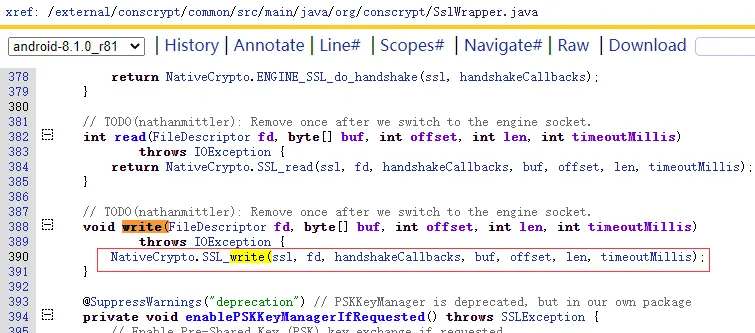 xref: /external/conscrypt/common/src/main/java/org/conscrypt/SslWrapper.java
android-8.1.0_r81 | History | Annotate | Line# | Scopes# | Navigate# | Raw | Download
378 return NativeCrypto.ENGINE_SSL_do_handshake(ssl, handshakeCallbacks);
379 }
380
381 // TODO(nathanmittler): Remove once after we switch to the engine socket.
382 int read(FileDescriptor fd, byte[] buf, int offset, int len, int timeoutMillis)
383 throws IOException {
384 return NativeCrypto.SSL_read(ssl, fd, handshakeCallbacks, buf, offset, len, timeoutMillis);
385 }
386
387 // TODO(nathanmittler): Remove once after we switch to the engine socket.
388 void write(FileDescriptor fd, byte[] buf, int offset, int len, int timeoutMillis)
389 throws IOException {
390 NativeCrypto.SSL_write(ssl, fd, handshakeCallbacks, buf, offset, len, timeoutMillis);
391 }
392
393 @SuppressWarnings("deprecation") // PSKKeyManager is deprecated, but in our own package
394 private void enablePSKKeyManagerIfRequested() throws SSLException {
395 // Enable Pre-Shared Key (PSK) key exchange if requested